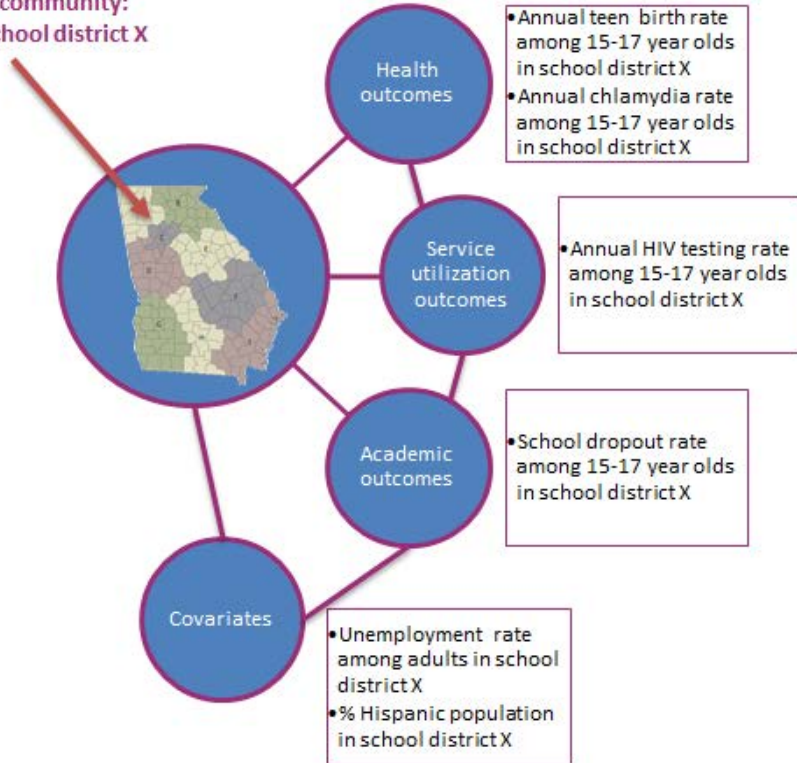 community:
school district X
Health
outcomes
•Annual teen birth rate
among 15-17 year olds
in school district X
•Annual chlamydia rate
among 15-17 year olds
in school district X
Service
utilization
outcomes
•Annual HIV testing rate
among 15-17 year olds
in school district X
Academic
outcomes
•School dropout rate
among 15-17 year olds
in school district X
Covariates
•Unemployment rate
among adults in school
district X
•% Hispanic population
in school district X